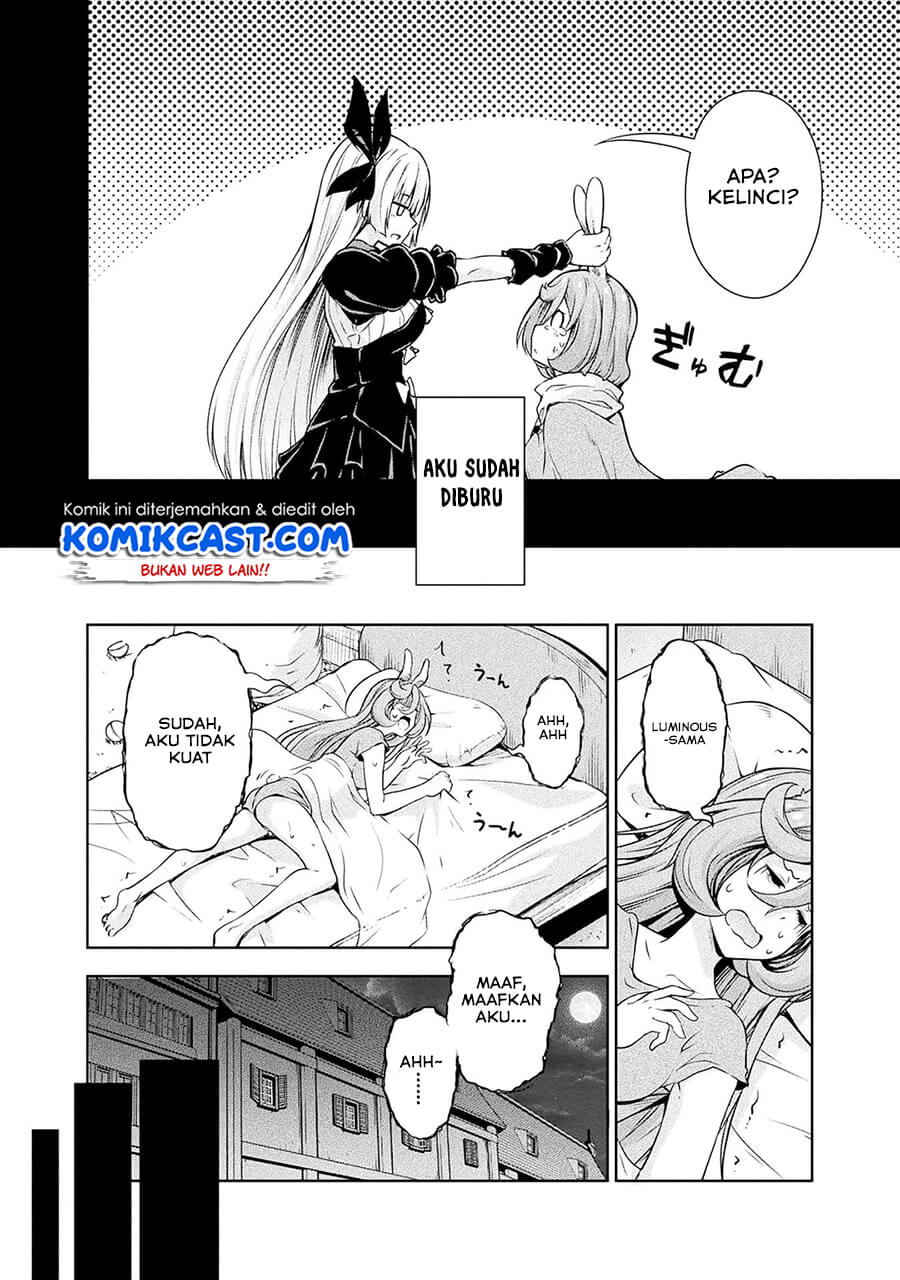 APA?
KELINCI?
ぎゅむ
AKU SUDAH
DIBURU
Komik ini diterjemahkan & diedit oleh
KOMIKCAST.COM
BUKAN WEB LAIN!!
LUMINOUS
-SAMA
AHH,
AHH
うーん
うーん
SUDAH,
AKU TIDAK
KUAT
MAAF,
MAAFKAN
AKU...
AHH~
........